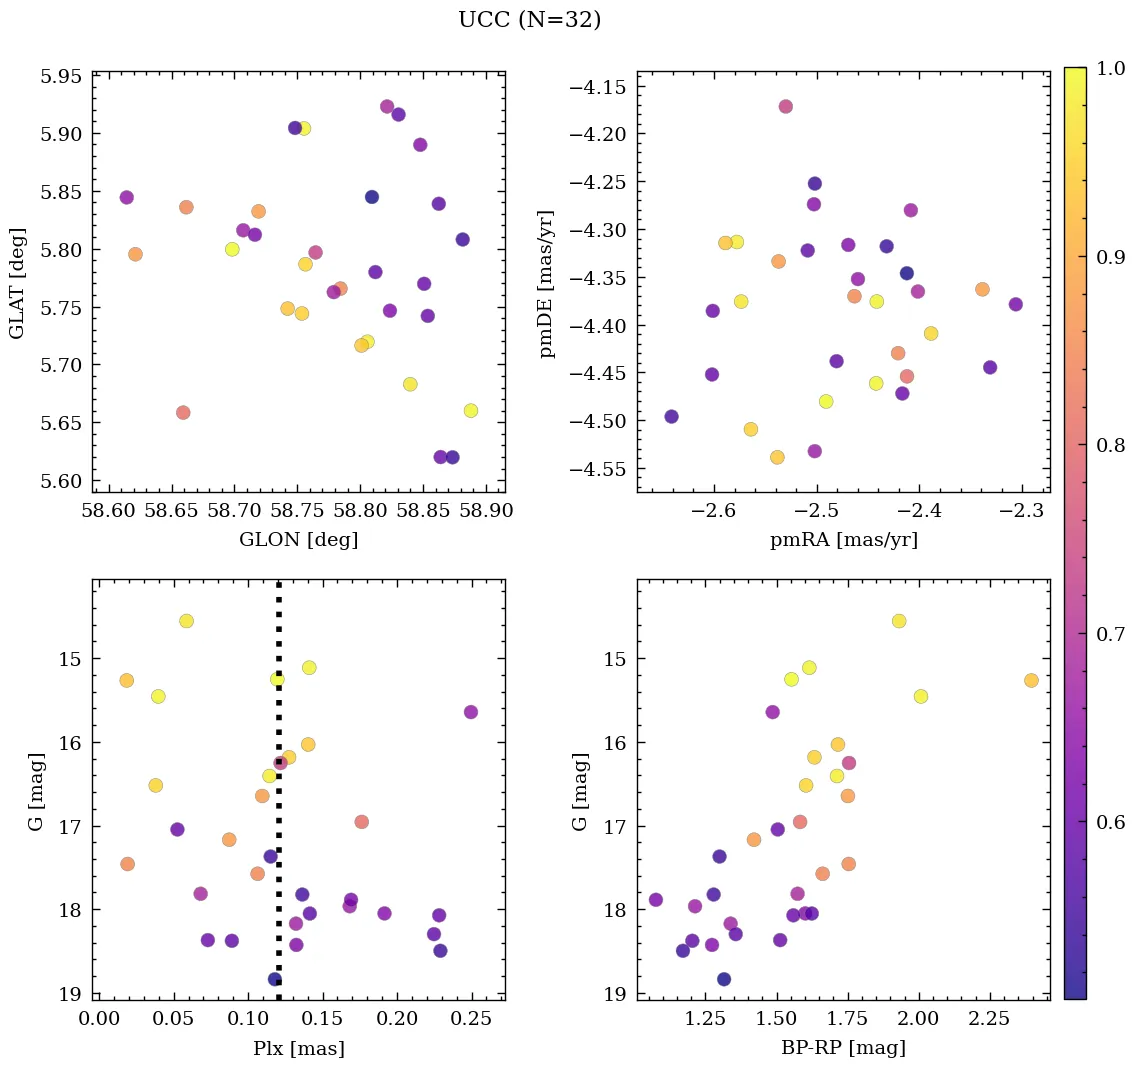 UCC (N=32)
5.95
5.90
5.85
5.80
5.75
5.70
5.65
5.60
GLAT [deg]
58.60 58.65 58.70 58.75 58.80 58.85 58.90
GLON [deg]
−4.15
−4.20
−4.25
−4.30
−4.35
−4.40
−4.45
−4.50
−4.55
pmDE [mas/yr]
−2.6 −2.5 −2.4 −2.3
pmRA [mas/yr]
15
16
17
18
19
G [mag]
0.00 0.05 0.10 0.15 0.20 0.25
Plx [mas]
15
16
17
18
19
G [mag]
1.25 1.50 1.75 2.00 2.25
BP-RP [mag]
1.0
0.9
0.8
0.7
0.6